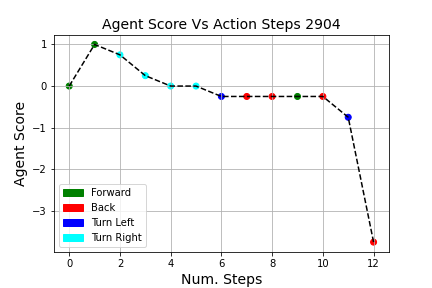 Agent Score Vs Action Steps 2904
Agent Score
1
0
−1
−2
−3
Forward
Back
Turn Left
Turn Right
0 2 4 6 8 10 12
Num. Steps